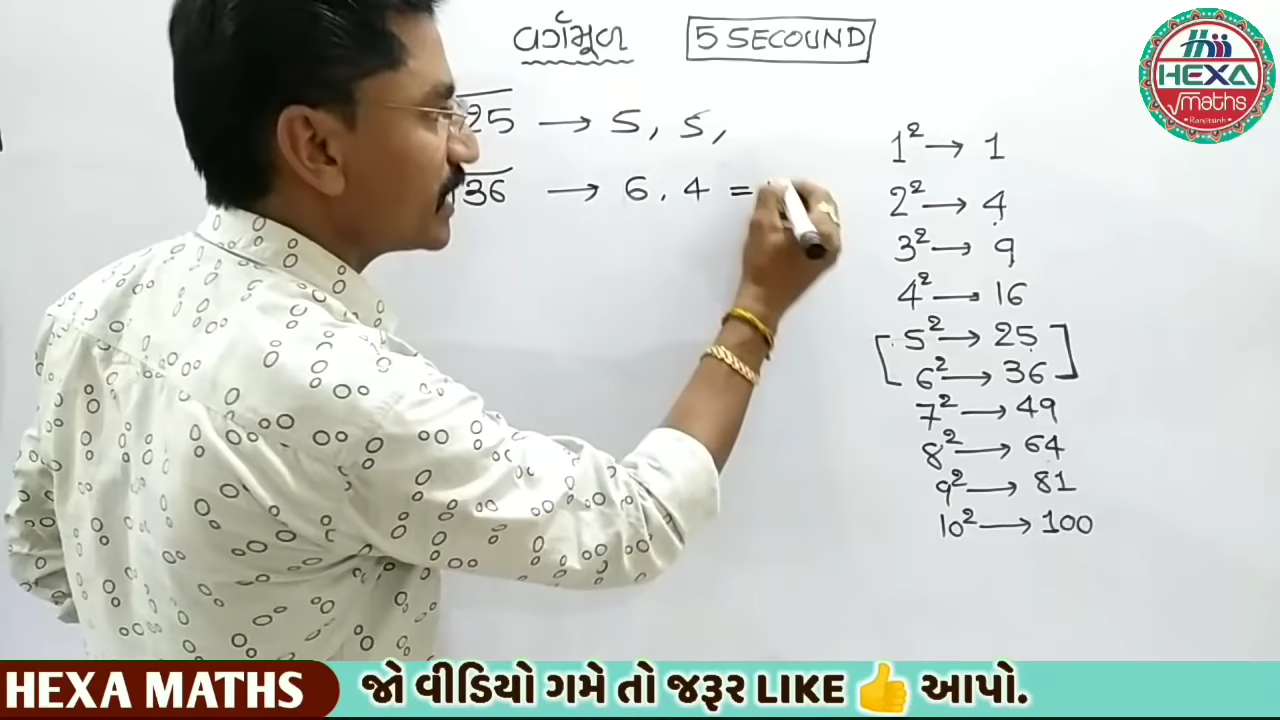 વર્ગમૂળ 5 SECOUND
HEXA
√maths
Ranjitsinh
25 → 5, 5,
36 → 6, 4 =
1² → 1
2² → 4
3² → 9
4² → 16
5² → 25
6² → 36
7² → 49
8² → 64
9² → 81
10² → 100
HEXA MATHS જો વીડિયો ગમે તો જરૂર LIKE 👍 આપો.